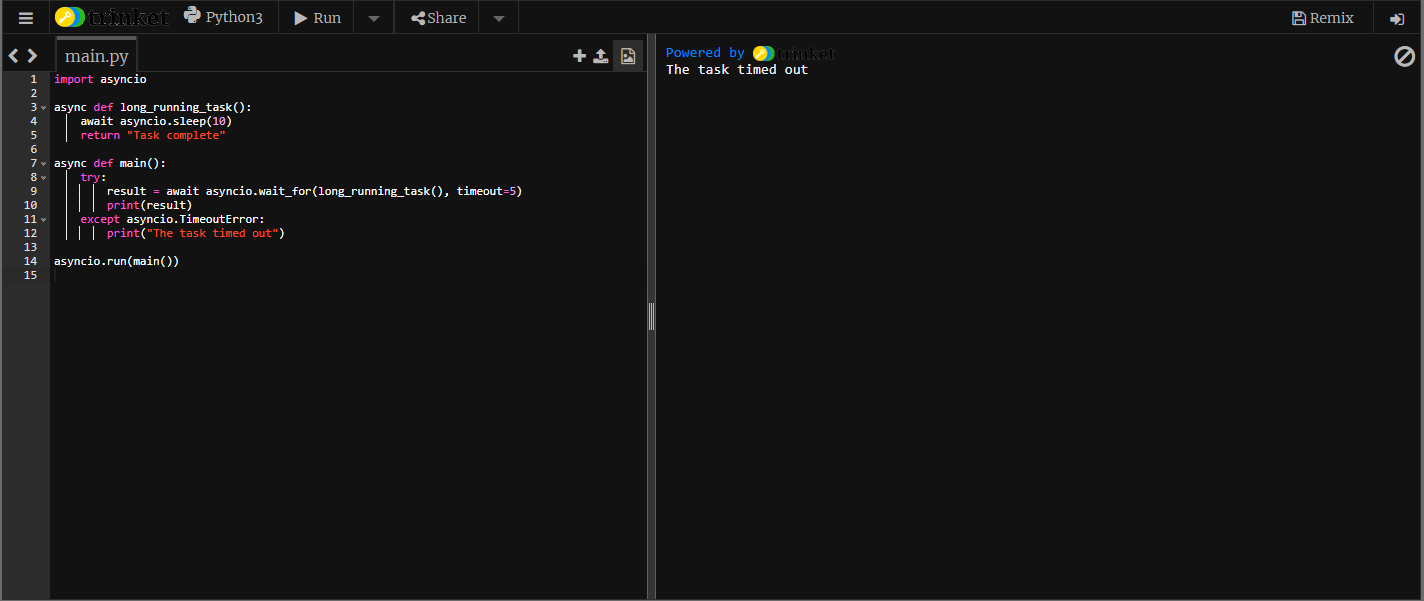 trinket Python3 Run Share Remix
main.py
1 import asyncio
2
3 async def long_running_task():
4     await asyncio.sleep(10)
5     return "Task complete"
6
7 async def main():
8     try:
9         result = await asyncio.wait_for(long_running_task(), timeout=5)
10         print(result)
11     except asyncio.TimeoutError:
12         print("The task timed out")
13
14 asyncio.run(main())
15
Powered by trinket
The task timed out